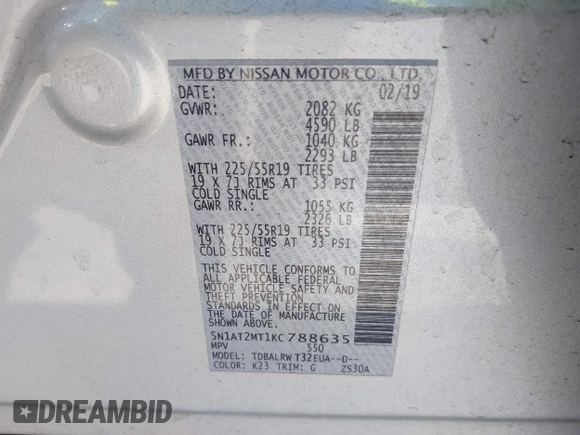 MFD BY NISSAN MOTOR CO., LTD.
DATE: 02/19
GVWR: 2082 KG
4590 LB
GAWR FR.: 1040 KG
2293 LB
WITH 225/55R19 TIRES
19 X 7J RIMS AT 33 PSI
COLD SINGLE
GAWR RR.: 1055 KG
2326 LB
WITH 225/55R19 TIRES
19 X 7J RIMS AT 33 PSI
COLD SINGLE
THIS VEHICLE CONFORMS TO
ALL APPLICABLE FEDERAL
MOTOR VEHICLE SAFETY AND
THEFT PREVENTION
STANDARDS IN EFFECT ON
THE DATE OF MANUFACTURE
SHOWN ABOVE.
5N1AT2MT1KC788635
MPV 550
MODEL: TDBALRW T32EUA--D--
COLOR: K23 TRIM: G ZS30A
DREAMBID
DREAMBID